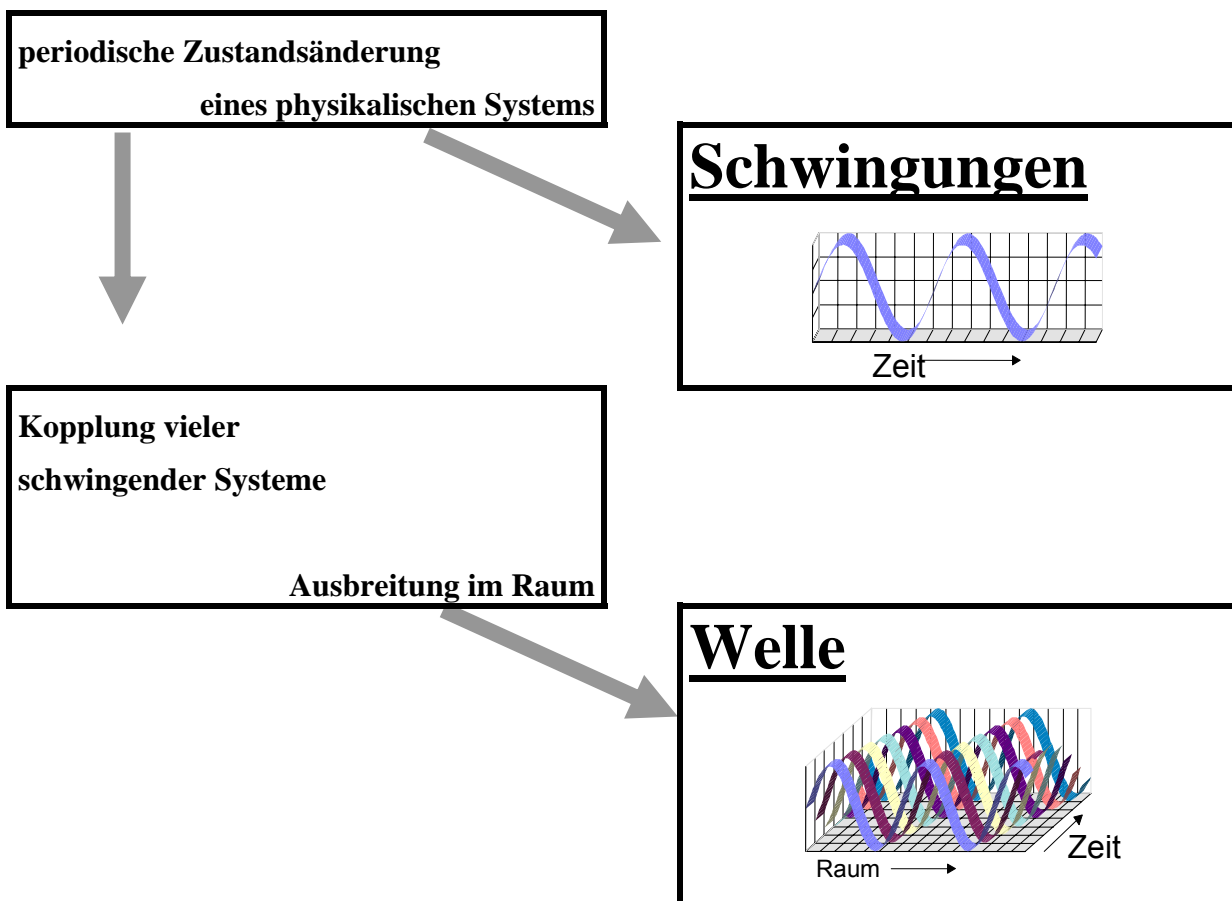 periodische Zustandsänderung
eines physikalischen Systems
Schwingungen
Zeit
Kopplung vieler
schwingender Systeme
Ausbreitung im Raum
Welle
Zeit
Raum